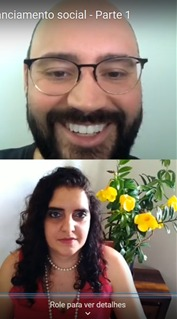 nciamento social - Parte 1
Role para ver detalhes